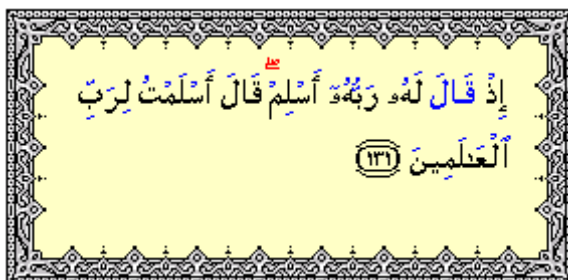 إِذْ قَالَ لَهُۥ رَبُّهُۥٓ أَسْلِمْ ۖ قَالَ أَسْلَمْتُ لِرَبِّ
ٱلْعَـٰلَمِينَ ﴿١٣١﴾